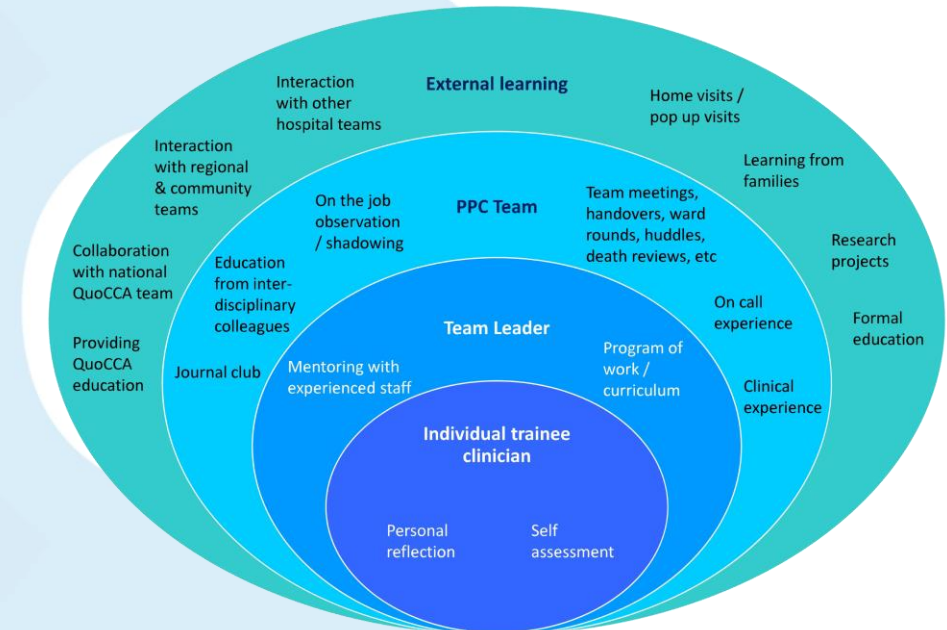 External learning
Interaction
with other
hospital teams
Home visits /
pop up visits
Interaction
with regional
& community
teams
Learning from
families
Collaboration
with national
QuoCCA team
Research
projects
Providing
QuoCCA
education
Formal
education
PPC Team
On the job
observation
/ shadowing
Team meetings,
handovers, ward
rounds, huddles,
death reviews, etc
Education
from inter-
disciplinary
colleagues
On call
experience
Journal club
Clinical
experience
Team Leader
Mentoring with
experienced staff
Program of
work /
curriculum
Individual trainee
clinician
Personal
reflection
Self
assessment